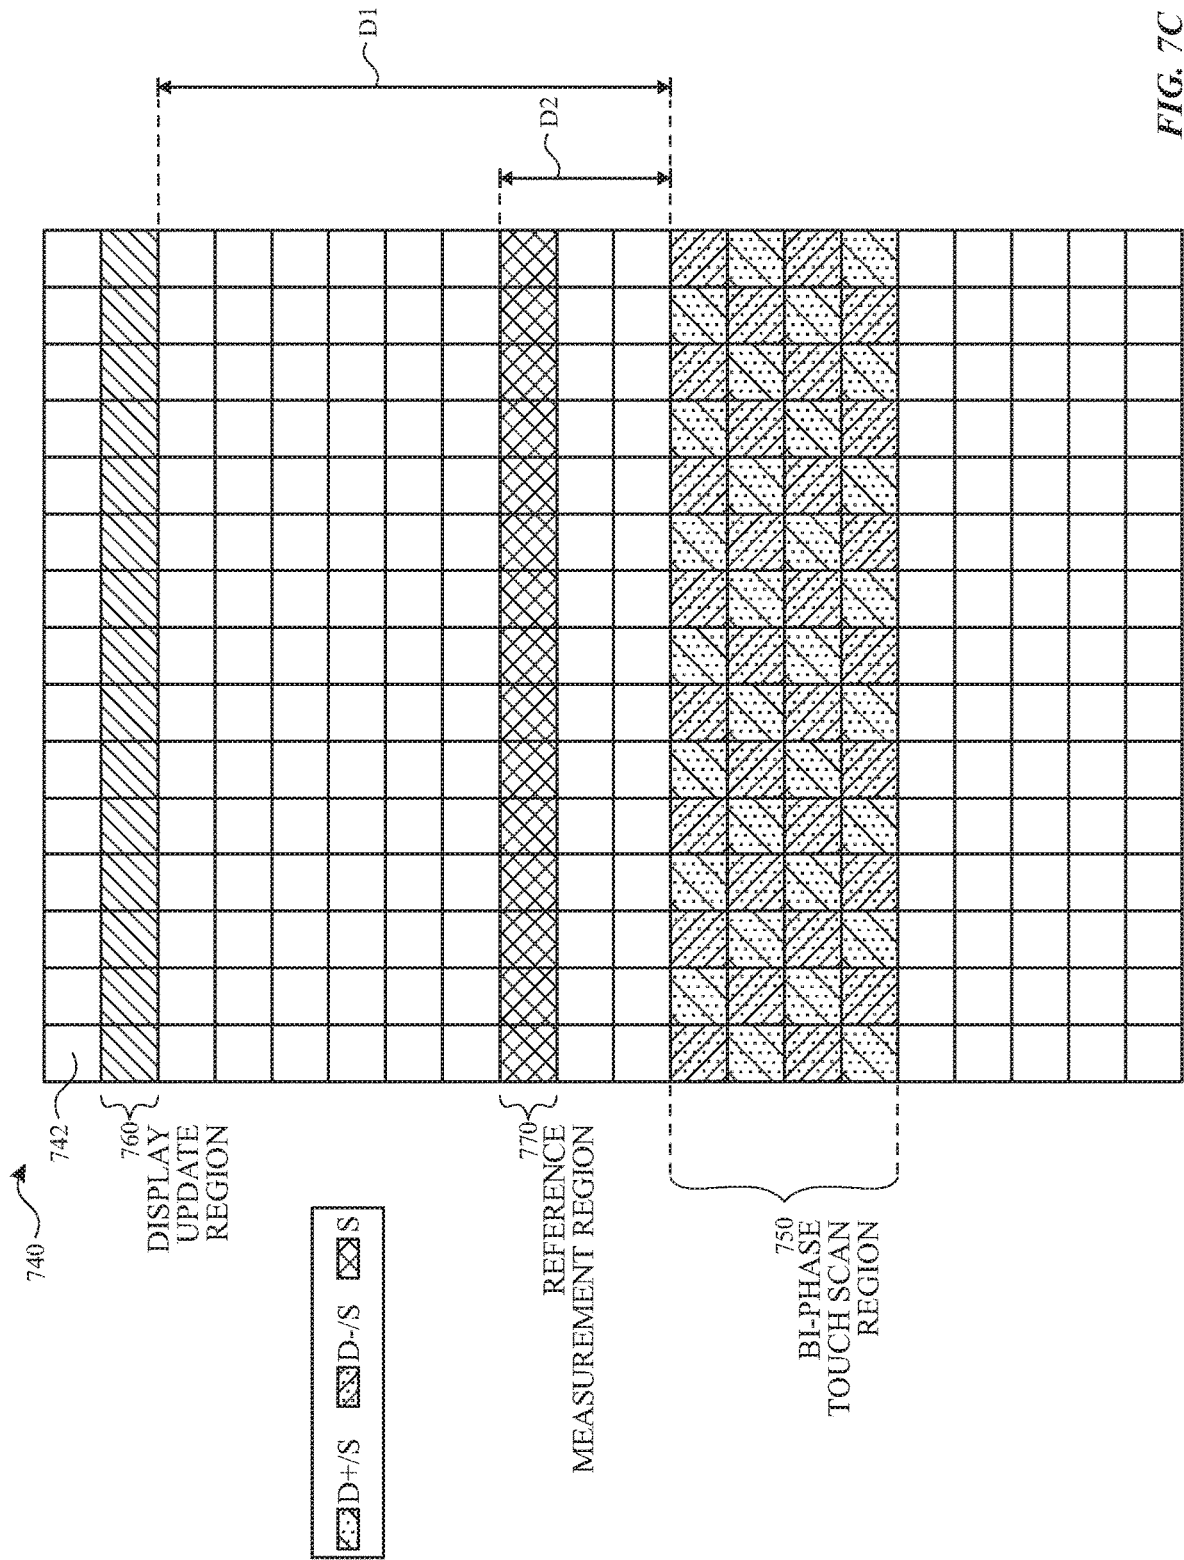 740
742
760
DISPLAY
UPDATE
REGION
D+/S
D-/S
S
770
REFERENCE
MEASUREMENT REGION
750
BI-PHASE
TOUCH SCAN
REGION
D1
D2
FIG. 7C